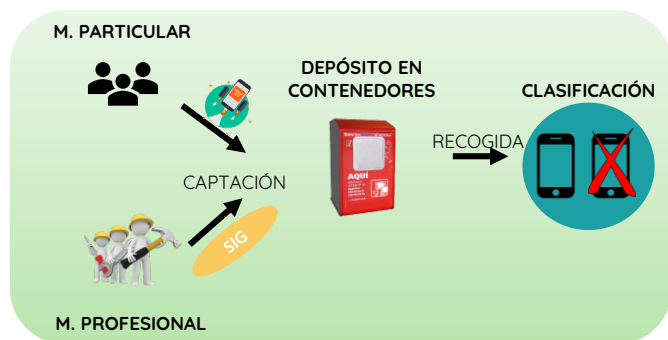 M. PARTICULAR
DEPÓSITO EN
CONTENEDORES
CLASIFICACIÓN
RECOGIDA
CAPTACIÓN
AQUÍ
SIG
M. PROFESIONAL